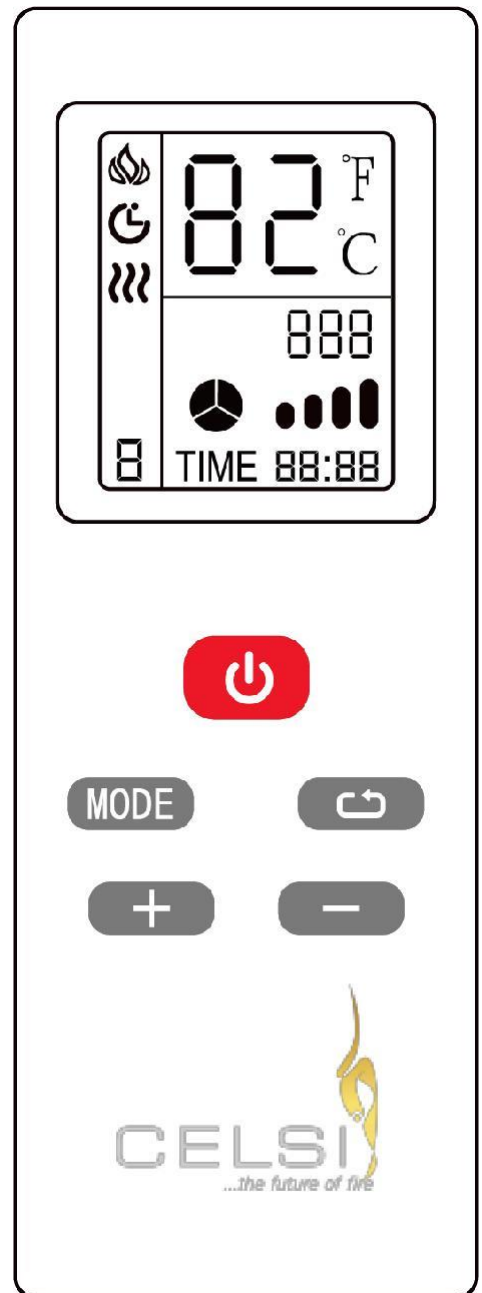 82 °F
°C
888
8 TIME 88:88
MODE
+ −
CELSI
...the future of fire